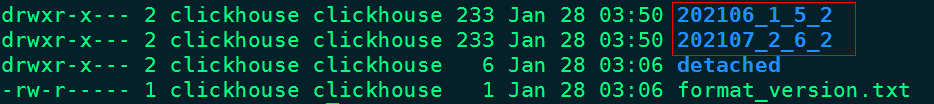 drwxr-x--- 2 clickhouse clickhouse 233 Jan 28 03:50 202106_1_5_2
drwxr-x--- 2 clickhouse clickhouse 233 Jan 28 03:50 202107_2_6_2
drwxr-x--- 2 clickhouse clickhouse 6 Jan 28 03:06 detached
-rw-r----- 1 clickhouse clickhouse 1 Jan 28 03:06 format_version.txt